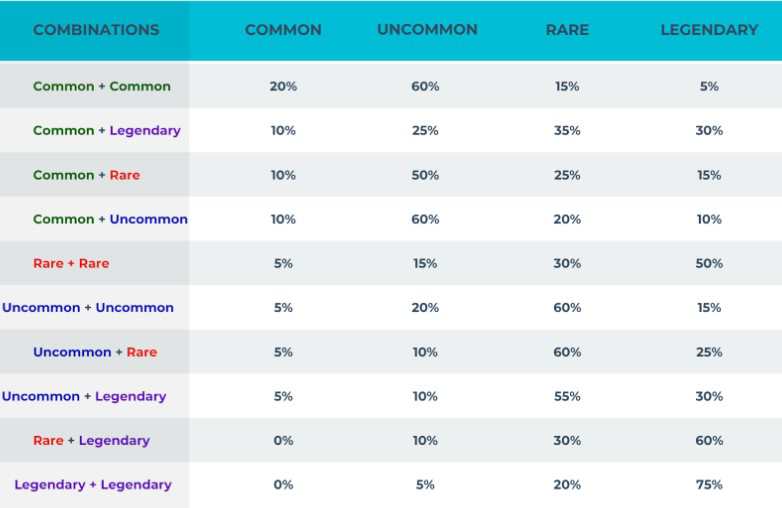 COMBINATIONS COMMON UNCOMMON RARE LEGENDARY
Common + Common 20% 60% 15% 5%
Common + Legendary 10% 25% 35% 30%
Common + Rare 10% 50% 25% 15%
Common + Uncommon 10% 60% 20% 10%
Rare + Rare 5% 15% 30% 50%
Uncommon + Uncommon 5% 20% 60% 15%
Uncommon + Rare 5% 10% 60% 25%
Uncommon + Legendary 5% 10% 55% 30%
Rare + Legendary 0% 10% 30% 60%
Legendary + Legendary 0% 5% 20% 75%